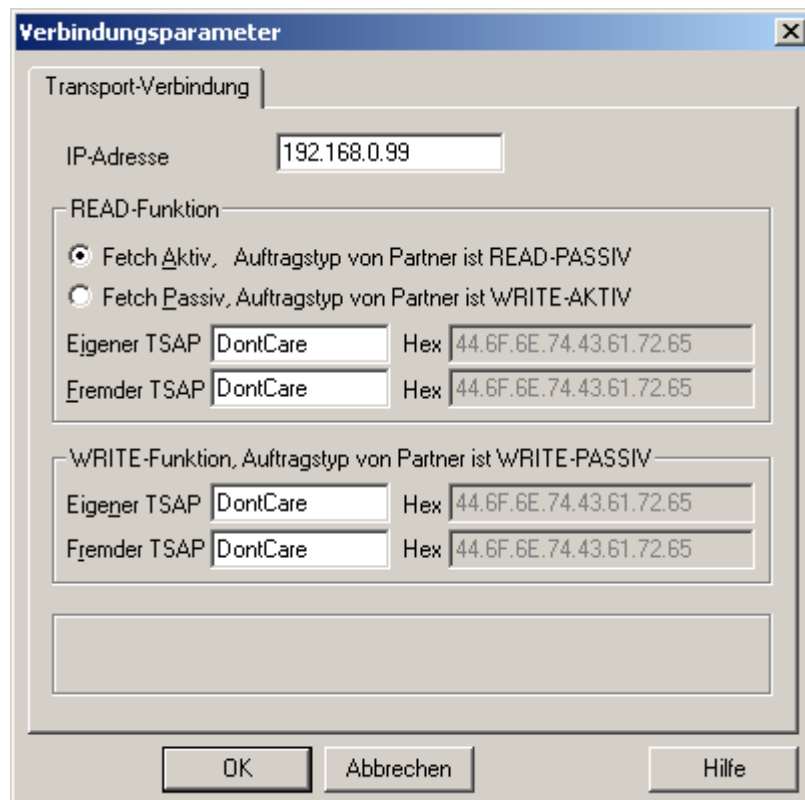 Verbindungsparameter
Transport-Verbindung
IP-Adresse 192.168.0.99
READ-Funktion
Fetch Aktiv, Auftragstyp von Partner ist READ-PASSIV
Fetch Passiv, Auftragstyp von Partner ist WRITE-AKTIV
Eigener TSAP DontCare Hex 44.6F.6E.74.43.61.72.65
Fremder TSAP DontCare Hex 44.6F.6E.74.43.61.72.65
WRITE-Funktion, Auftragstyp von Partner ist WRITE-PASSIV
Eigener TSAP DontCare Hex 44.6F.6E.74.43.61.72.65
Fremder TSAP DontCare Hex 44.6F.6E.74.43.61.72.65
OK Abbrechen Hilfe